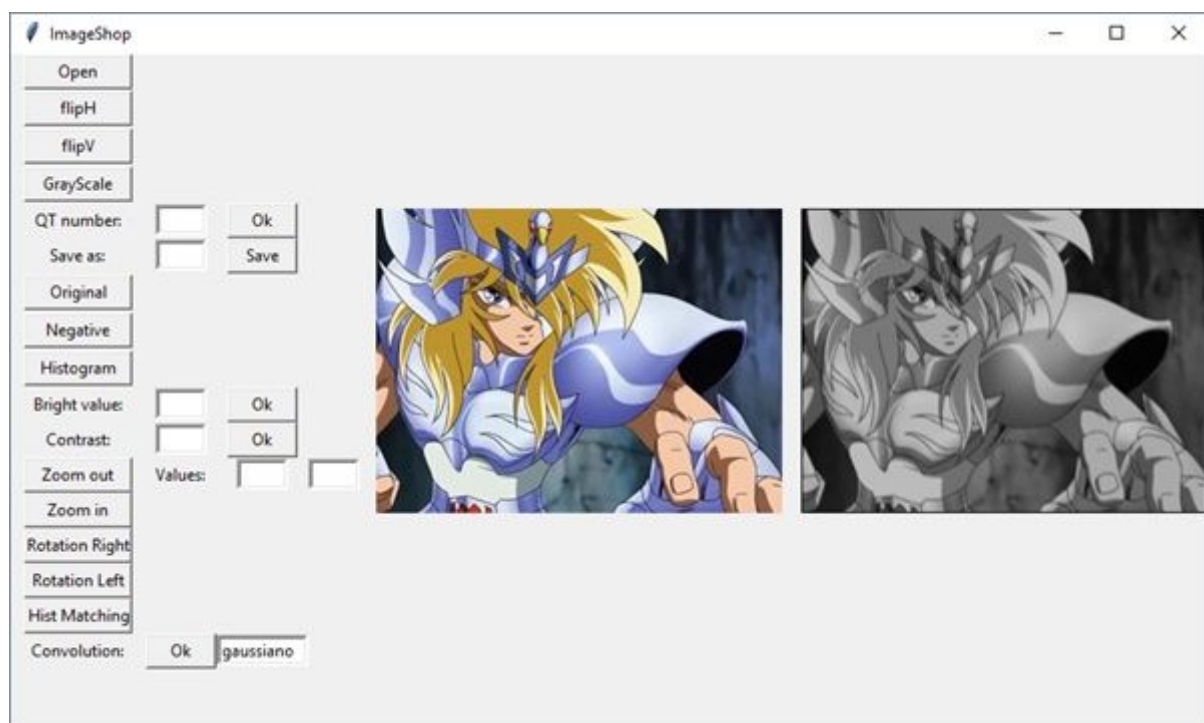 ImageShop
Open
flipH
flipV
GrayScale
QT number: Ok
Save as: Save
Original
Negative
Histogram
Bright value: Ok
Contrast: Ok
Zoom out Values:
Zoom in
Rotation Right
Rotation Left
Hist Matching
Convolution: Ok gaussiano